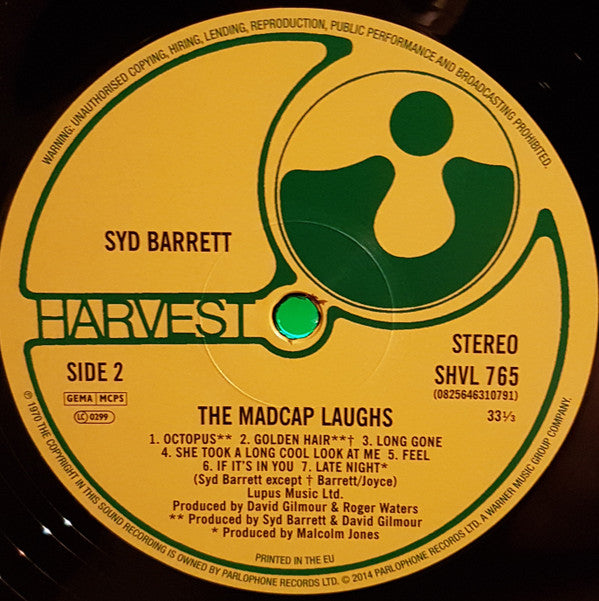 WARNING: UNAUTHORISED COPYING, HIRING, LENDING, REPRODUCTION, PUBLIC PERFORMANCE AND BROADCASTING PROHIBITED.
SYD BARRETT
HARVEST
SIDE 2
GEMA MCPS
LC 0299
STEREO
SHVL 765
(0825646310791)
33⅓
THE MADCAP LAUGHS
1. OCTOPUS** 2. GOLDEN HAIR**† 3. LONG GONE
4. SHE TOOK A LONG COOL LOOK AT ME 5. FEEL
6. IF IT'S IN YOU 7. LATE NIGHT*
(Syd Barrett except † Barrett/Joyce)
Lupus Music Ltd.
Produced by David Gilmour & Roger Waters
** Produced by Syd Barrett & David Gilmour
* Produced by Malcolm Jones
PRINTED IN THE EU
℗ 1970 THE COPYRIGHT IN THIS SOUND RECORDING IS OWNED BY PARLOPHONE RECORDS LTD. © 2014 PARLOPHONE RECORDS LTD. A WARNER MUSIC GROUP COMPANY.